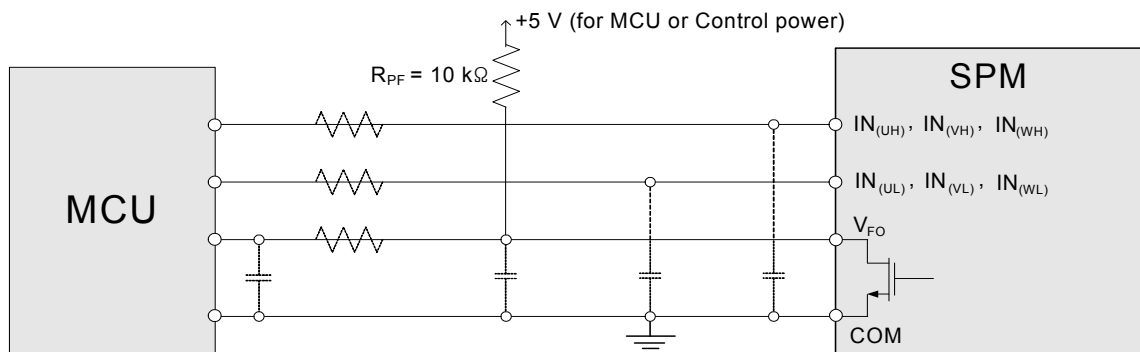 +5 V (for MCU or Control power)
R_PF = 10 kΩ
SPM
MCU
IN_(UH), IN_(VH), IN_(WH)
IN_(UL), IN_(VL), IN_(WL)
V_FO
COM